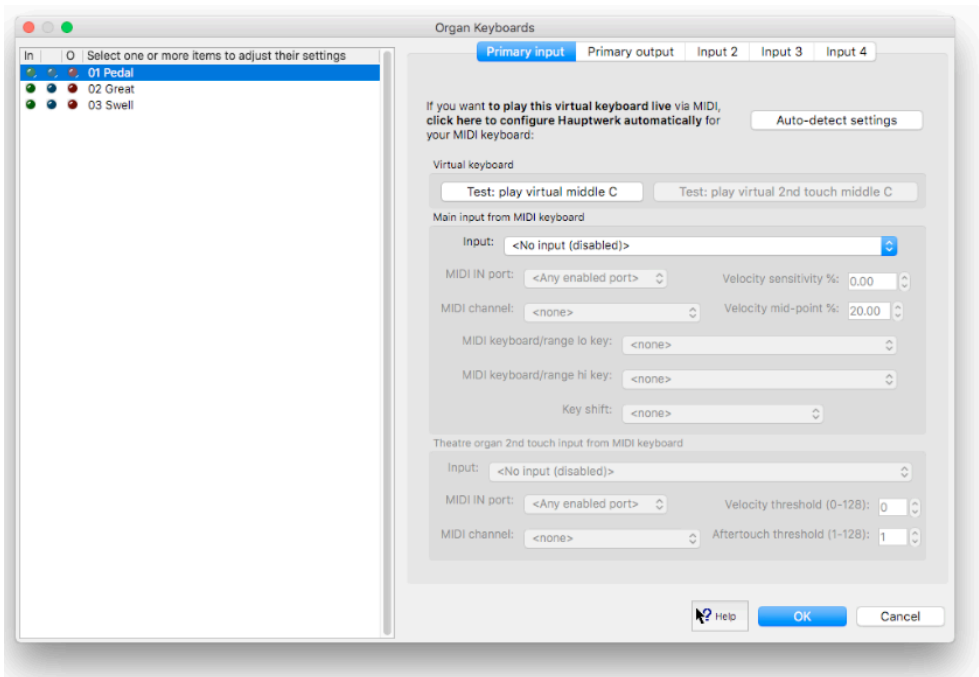 Organ Keyboards
In O Select one or more items to adjust their settings
01 Pedal
02 Great
03 Swell
Primary input Primary output Input 2 Input 3 Input 4
If you want to play this virtual keyboard live via MIDI,
click here to configure Hauptwerk automatically for
your MIDI keyboard:
Auto-detect settings
Virtual keyboard
Test: play virtual middle C Test: play virtual 2nd touch middle C
Main input from MIDI keyboard
Input: <No input (disabled)>
MIDI IN port: <Any enabled port> Velocity sensitivity %: 0.00
MIDI channel: <none> Velocity mid-point %: 20.00
MIDI keyboard/range lo key: <none>
MIDI keyboard/range hi key: <none>
Key shift: <none>
Theatre organ 2nd touch input from MIDI keyboard
Input: <No input (disabled)>
MIDI IN port: <Any enabled port> Velocity threshold (0-128): 0
MIDI channel: <none> Aftertouch threshold (1-128): 1
? Help OK Cancel